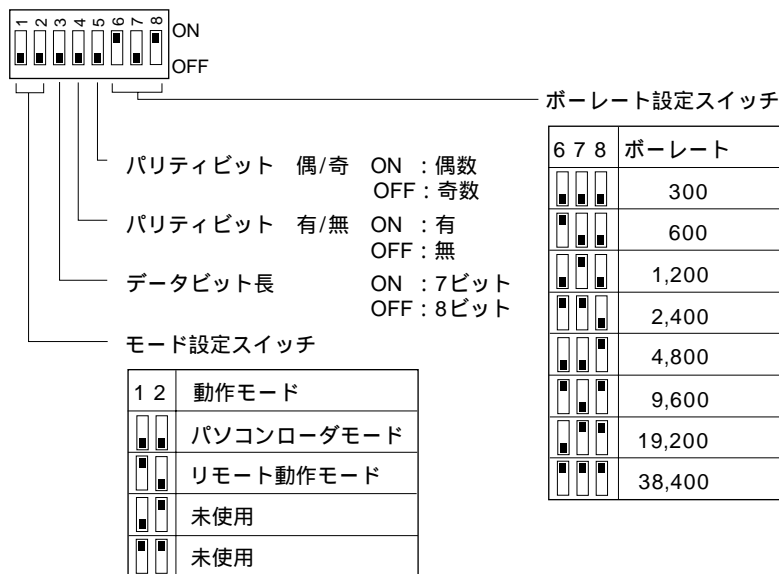 1 2 3 4 5 6 7 8
ON
OFF
ボーレート設定スイッチ
パリティビット 偶/奇 ON :偶数
OFF:奇数
パリティビット 有/無 ON :有
OFF:無
データビット長 ON :7ビット
OFF:8ビット
モード設定スイッチ
1 2 動作モード
パソコンローダモード
リモート動作モード
未使用
未使用
6 7 8 ボーレート
300
600
1,200
2,400
4,800
9,600
19,200
38,400